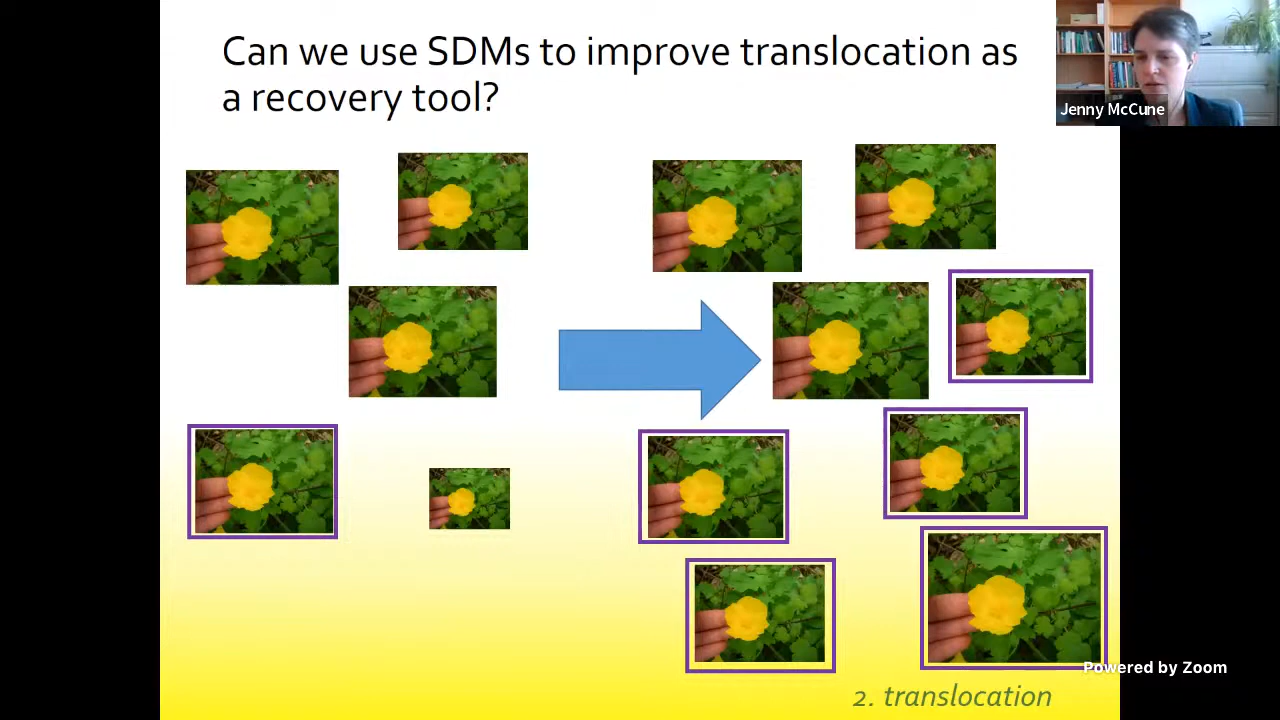 Can we use SDMs to improve translocation as
a recovery tool?
Jenny McCune
Powered by Zoom
2. translocation